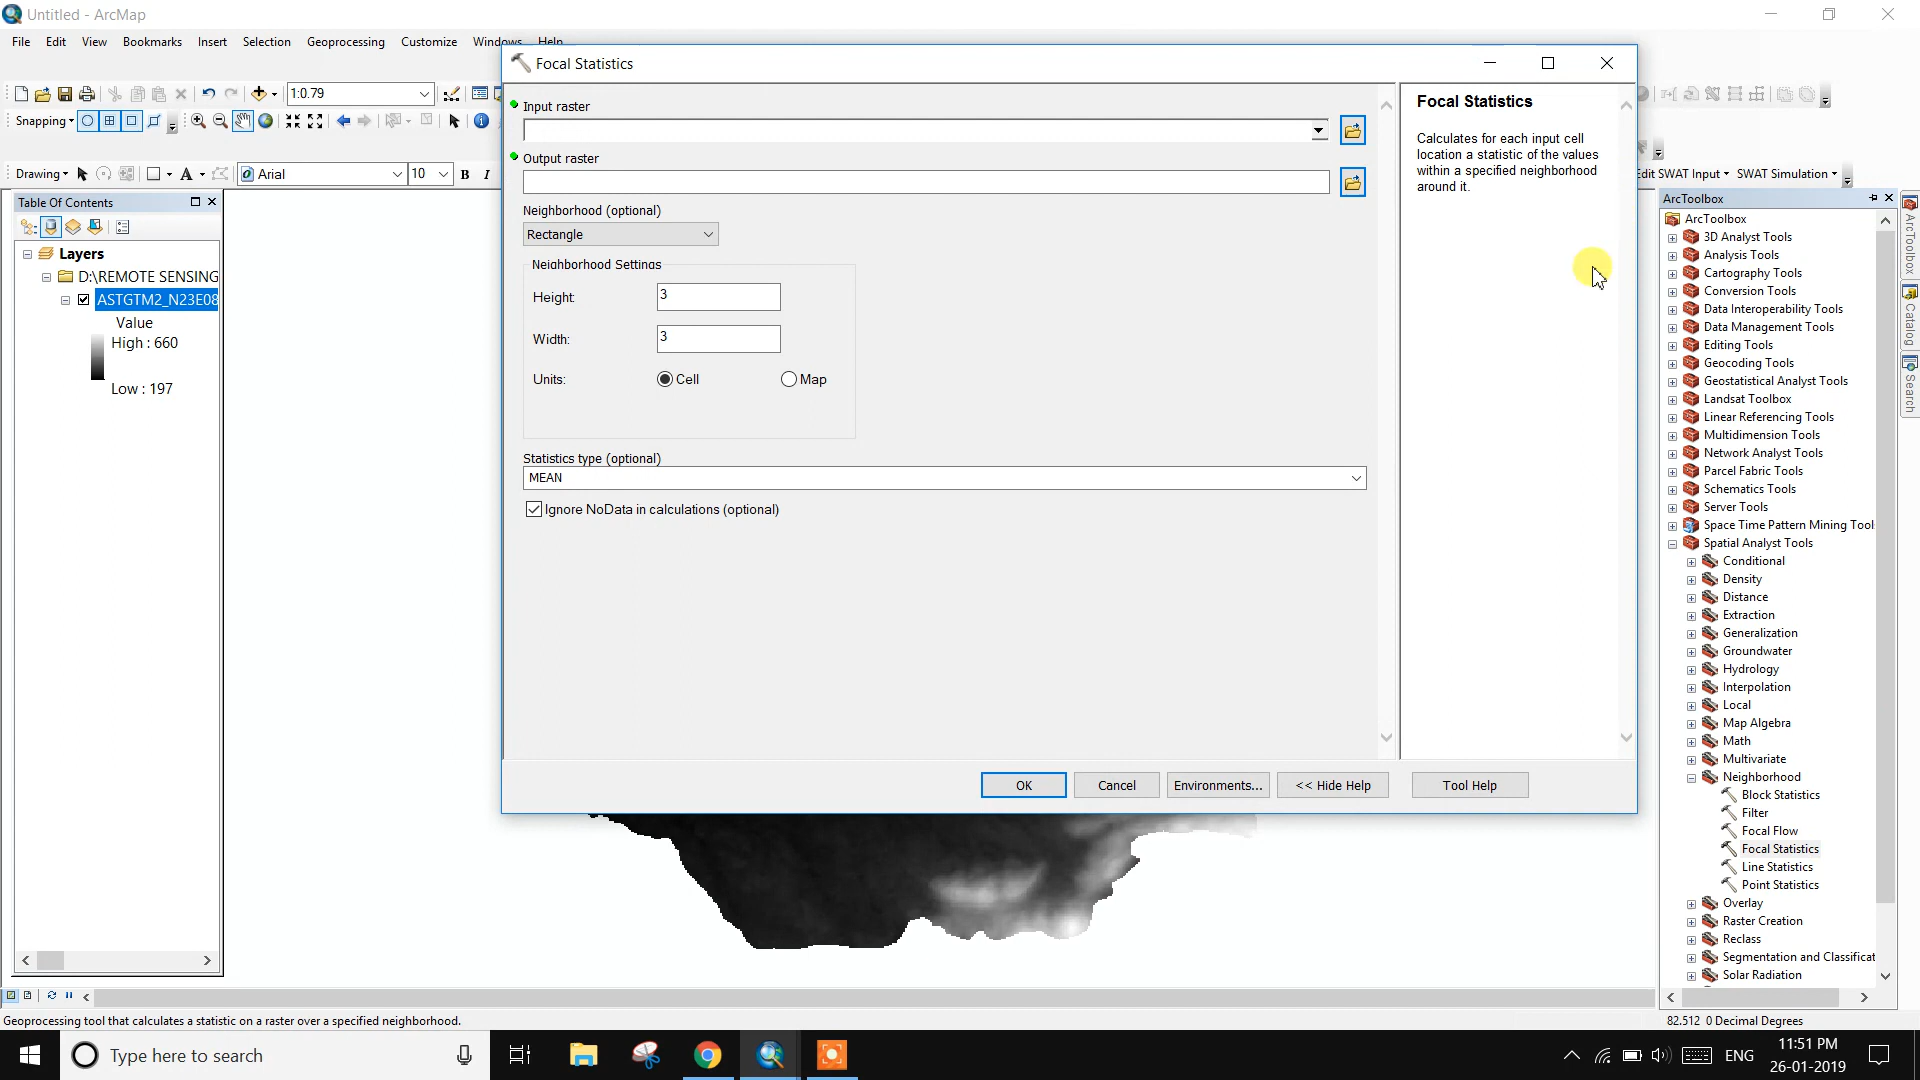 Untitled - ArcMap
File Edit View Bookmarks Insert Selection Geoprocessing Customize Windows Help
1:0.79
Snapping
Drawing A Arial 10 B I
Edit SWAT Input SWAT Simulation
Table Of Contents
Layers
D:\REMOTE SENSING
ASTGTM2_N23E08
Value
High : 660
Low : 197
Focal Statistics
Input raster
Output raster
Neighborhood (optional)
Rectangle
Neighborhood Settings
Height: 3
Width: 3
Units: Cell Map
Statistics type (optional)
MEAN
Ignore NoData in calculations (optional)
OK Cancel Environments... << Hide Help Tool Help
Focal Statistics
Calculates for each input cell
location a statistic of the values
within a specified neighborhood
around it.
ArcToolbox
ArcToolbox
3D Analyst Tools
Analysis Tools
Cartography Tools
Conversion Tools
Data Interoperability Tools
Data Management Tools
Editing Tools
Geocoding Tools
Geostatistical Analyst Tools
Landsat Toolbox
Linear Referencing Tools
Multidimension Tools
Network Analyst Tools
Parcel Fabric Tools
Schematics Tools
Server Tools
Space Time Pattern Mining Tool
Spatial Analyst Tools
Conditional
Density
Distance
Extraction
Generalization
Groundwater
Hydrology
Interpolation
Local
Map Algebra
Math
Multivariate
Neighborhood
Block Statistics
Filter
Focal Flow
Focal Statistics
Line Statistics
Point Statistics
Overlay
Raster Creation
Reclass
Segmentation and Classificat
Solar Radiation
ArcToolbox
Catalog
Search
Geoprocessing tool that calculates a statistic on a raster over a specified neighborhood.
82.512 0 Decimal Degrees
Type here to search
ENG
11:51 PM
26-01-2019